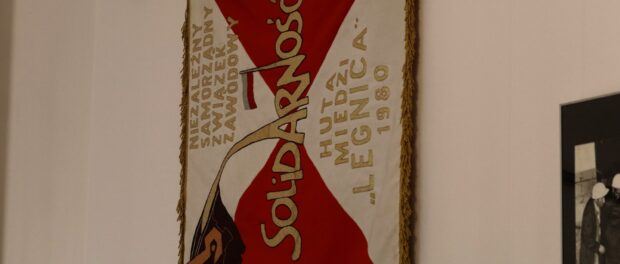 NIEZALEŻNY
SAMORZĄDNY
ZWIĄZEK
ZAWODOWY
SOLIDARNOŚĆ
HUTA
MIEDZI
„LEGNICA”
1980